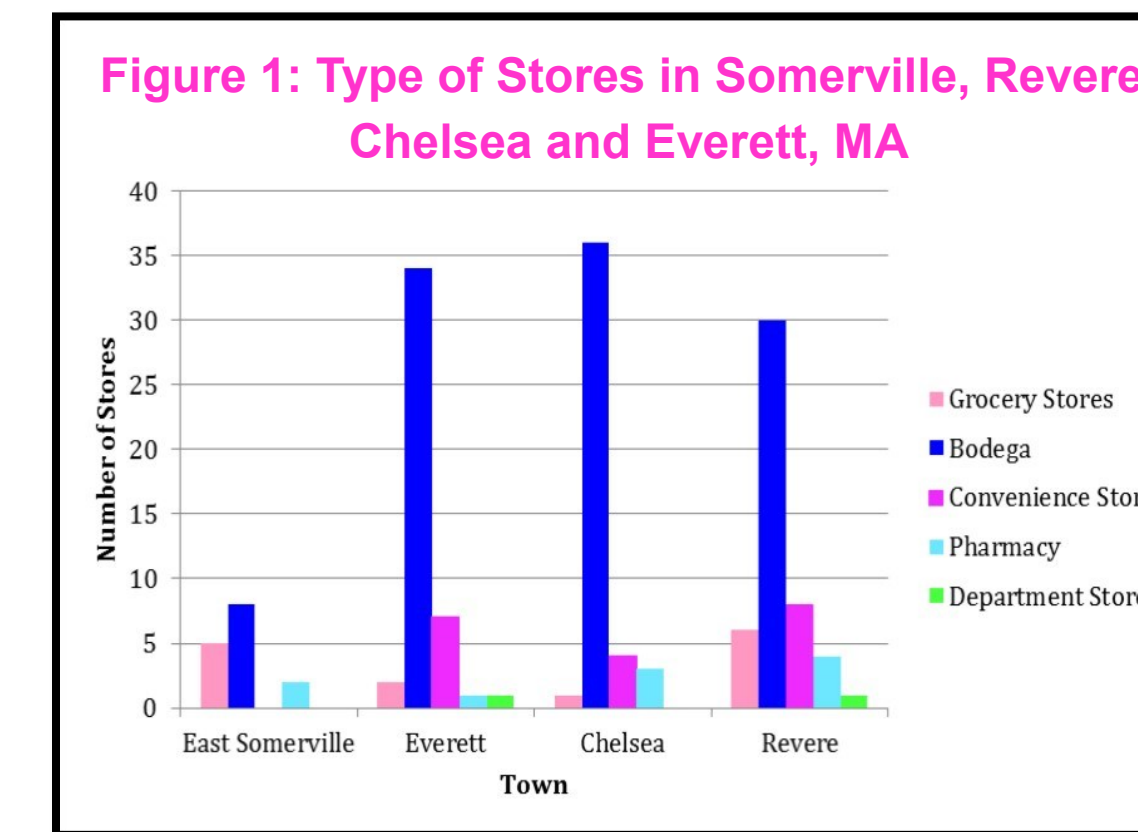 Figure 1: Type of Stores in Somerville, Revere
Chelsea and Everett, MA
40
35
30
25
20
15
10
5
0
Number of Stores
East Somerville Everett Chelsea Revere
Town
Grocery Stores
Bodega
Convenience Stor
Pharmacy
Department Store